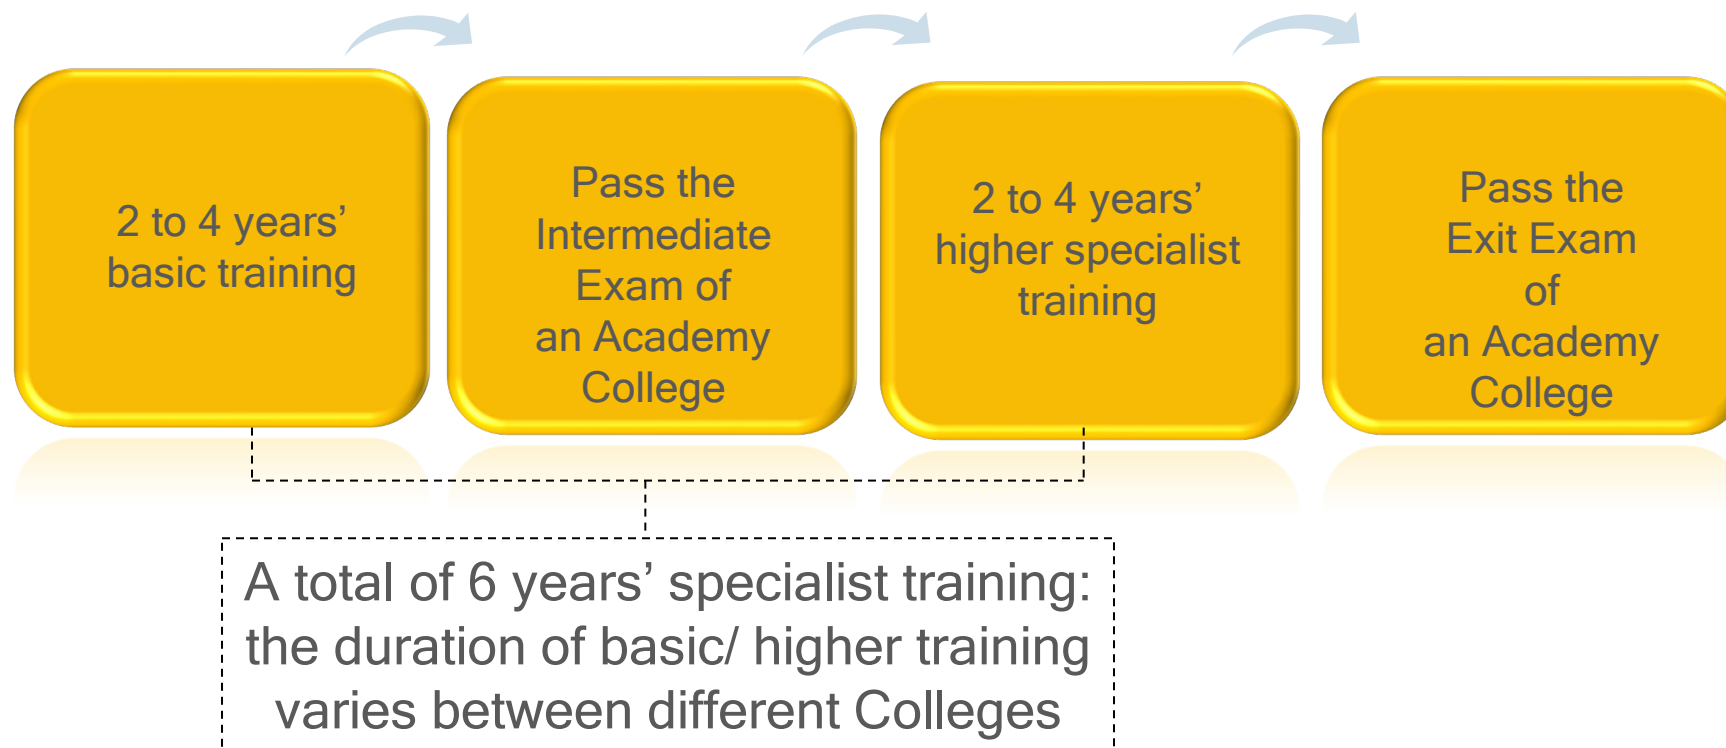 2 to 4 years’
basic training
Pass the
Intermediate
Exam of
an Academy
College
2 to 4 years’
higher specialist
training
Pass the
Exit Exam
of
an Academy
College
A total of 6 years’ specialist training:
the duration of basic/ higher training
varies between different Colleges